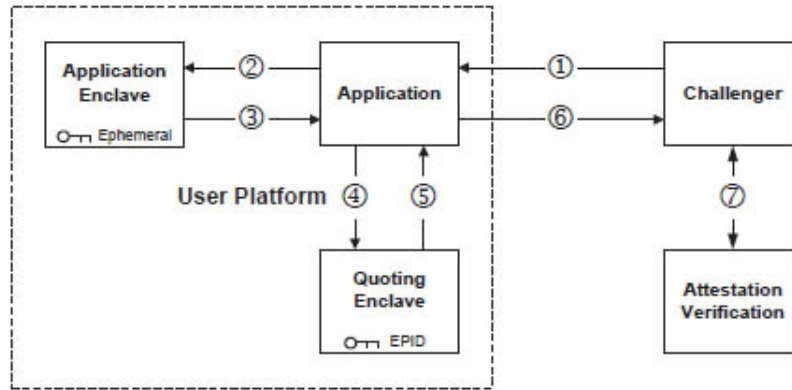 Application
Enclave
Ephemeral
②
③
Application
①
⑥
Challenger
User Platform
④
⑤
⑦
Quoting
Enclave
EPID
Attestation
Verification